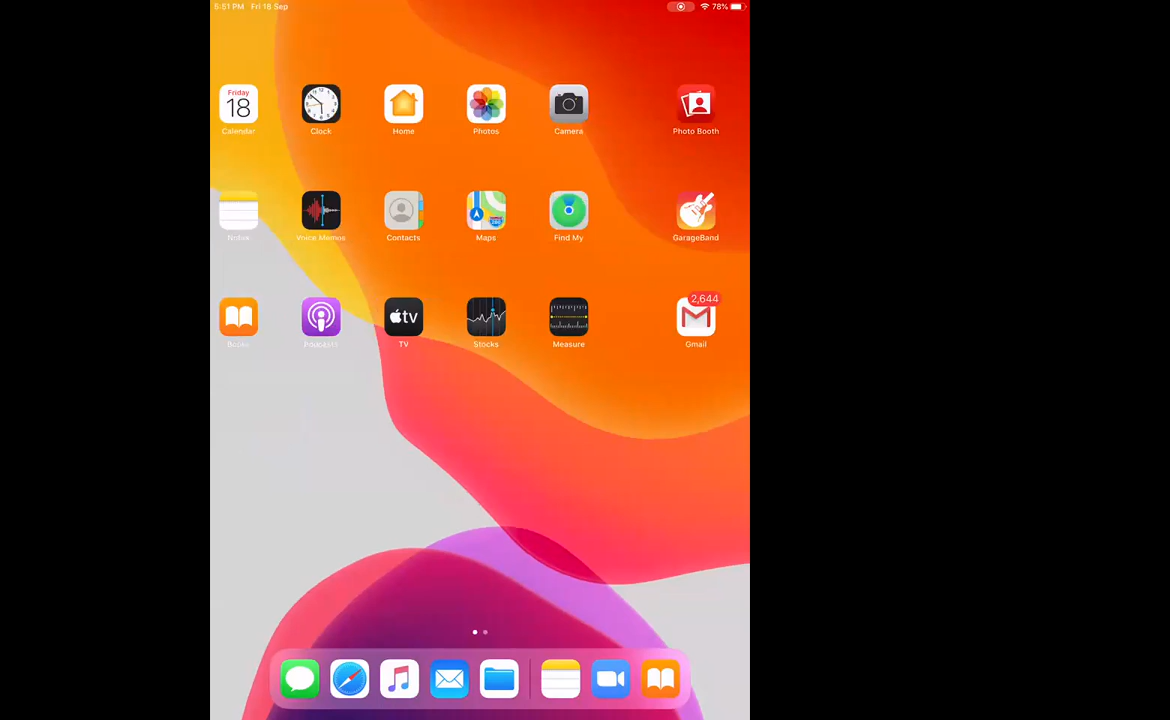 5:51 PM Fri 18 Sep 78%
Friday
18
Calendar Clock Home Photos Camera Photo Booth
280
Notes Voice Memos Contacts Maps Find My GarageBand
tv
2,644
Books Podcasts TV Stocks Measure Gmail